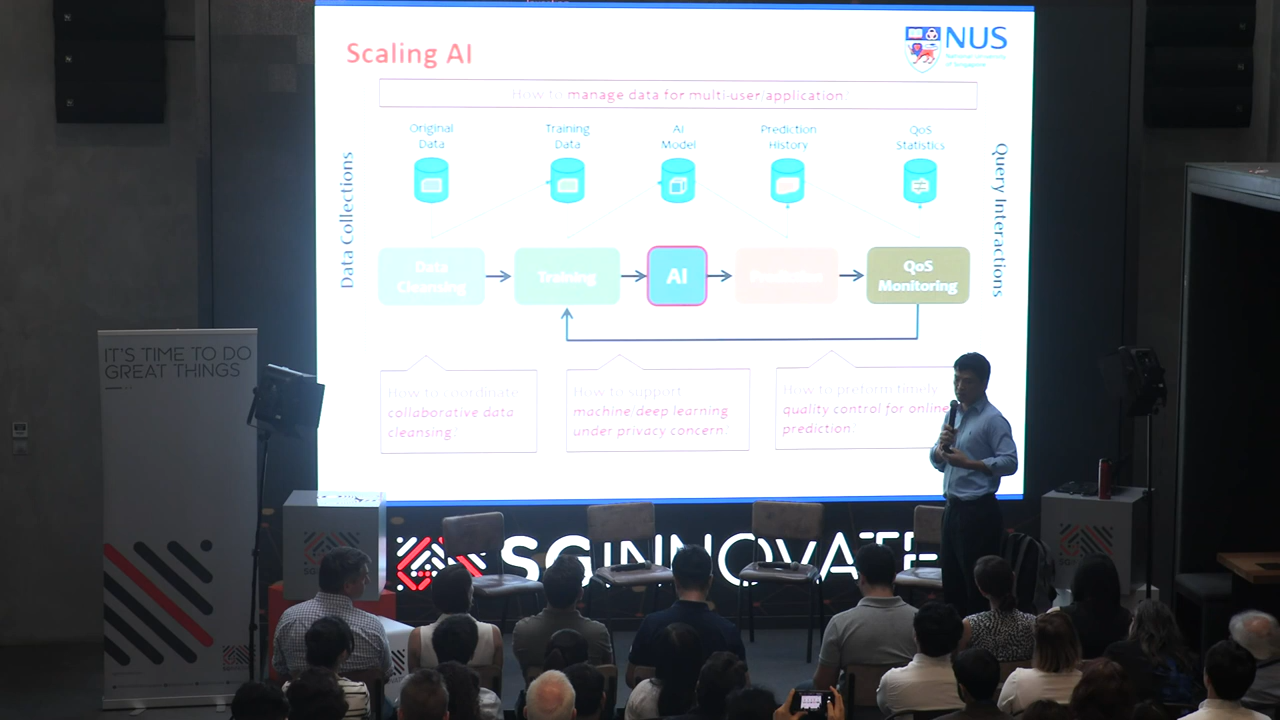 Scaling AI
NUS
National University
of Singapore
How to manage data for multi-user/application?
Original
Data
Training
Data
AI
Model
Prediction
History
QoS
Statistics
Data Collections
Query Interactions
Data
Cleansing
Training
AI
Prediction
QoS
Monitoring
How to coordinate
collaborative data
cleansing?
How to support
machine/deep learning
under privacy concern?
How to preform timely
quality control for online
prediction?
IT'S TIME TO DO
GREAT THINGS
SGINNOVATE